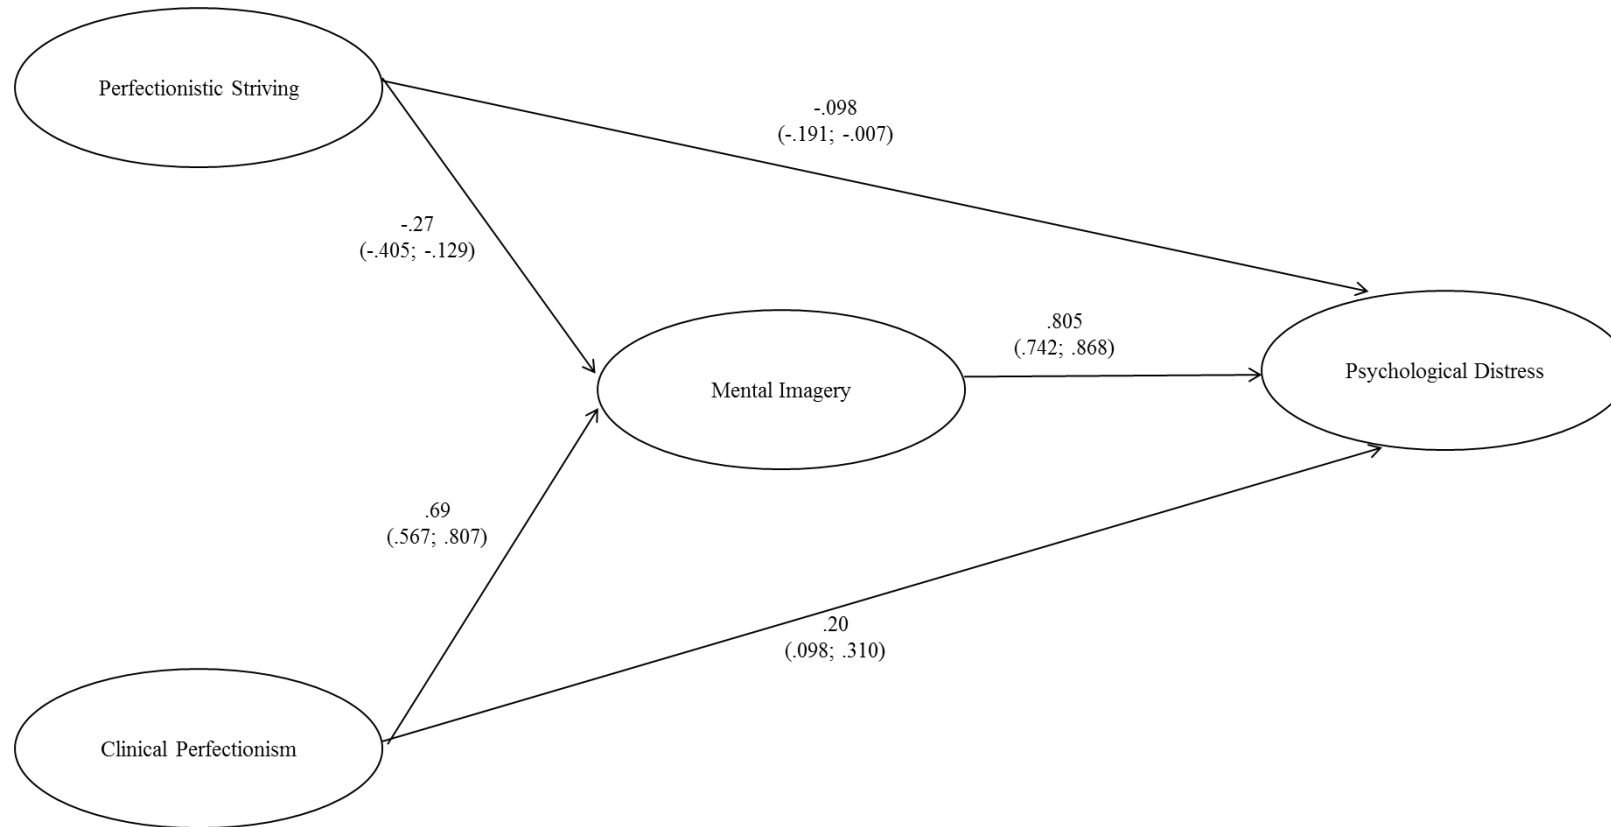 Perfectionistic Striving
-.098
(-.191; -.007)
-.27
(-.405; -.129)
.805
(.742; .868)
Psychological Distress
Mental Imagery
.69
(.567; .807)
.20
(.098; .310)
Clinical Perfectionism